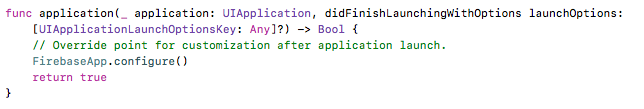 func application(_ application: UIApplication, didFinishLaunchingWithOptions launchOptions:
[UIApplicationLaunchOptionsKey: Any]?) -> Bool {
// Override point for customization after application launch.
FirebaseApp.configure()
return true
}